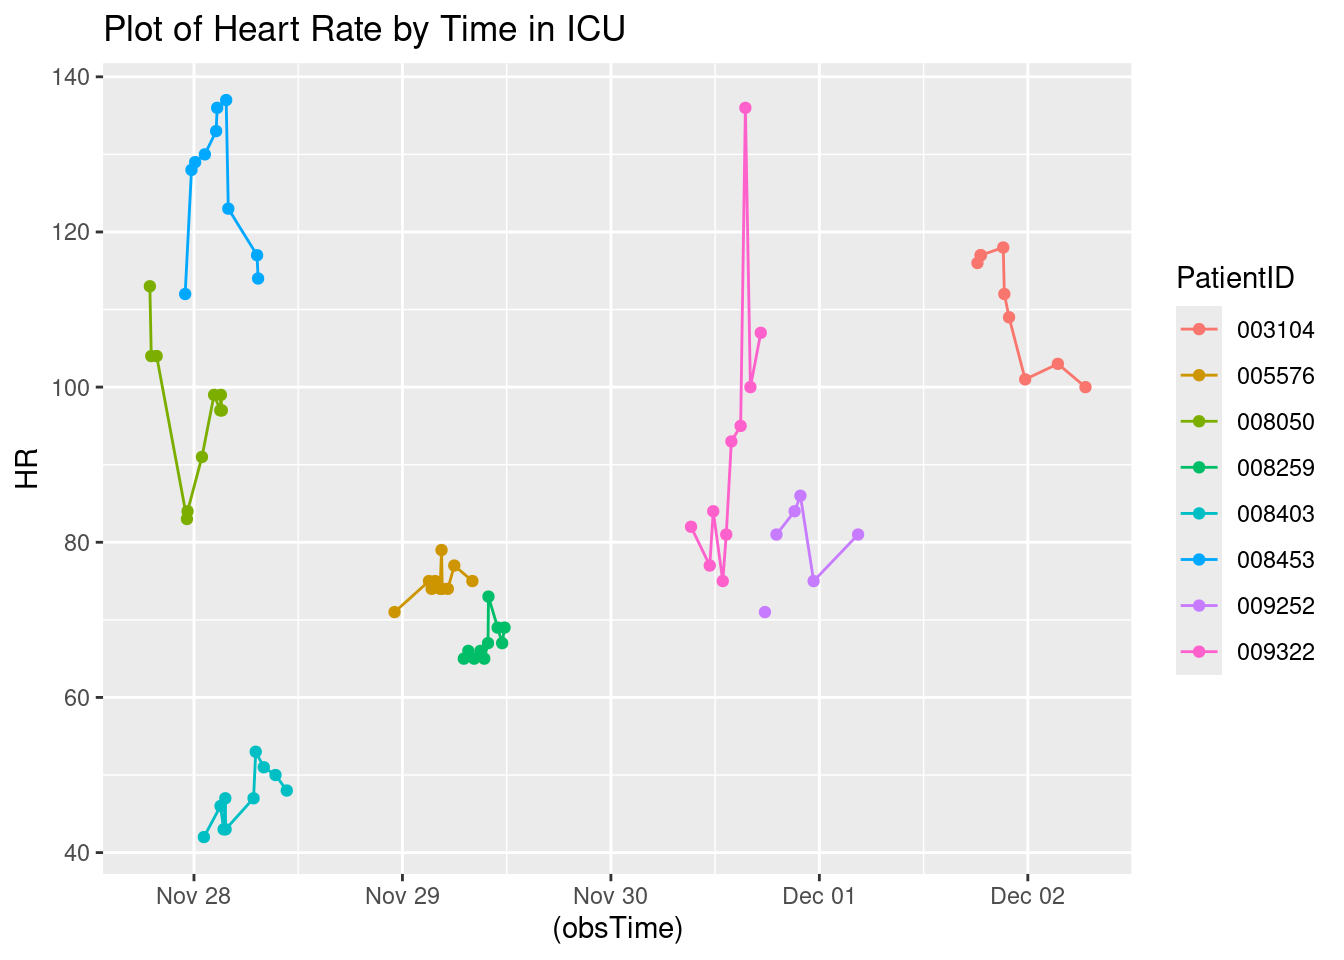 Plot of Heart Rate by Time in ICU
140
120
100
80
60
40
HR
Nov 28
Nov 29
Nov 30
Dec 01
Dec 02
(obsTime)
PatientID
003104
005576
008050
008259
008403
008453
009252
009322